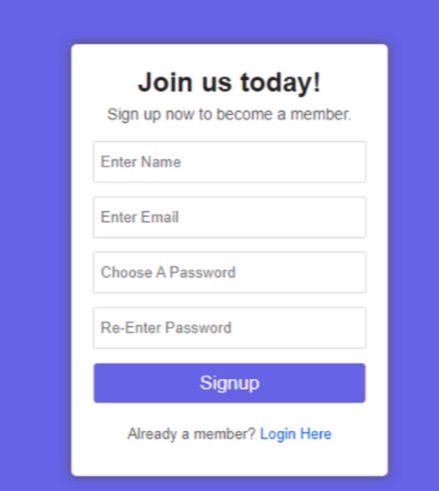 Join us today!
Sign up now to become a member.
Enter Name
Enter Email
Choose A Password
Re-Enter Password
Signup
Already a member? Login Here